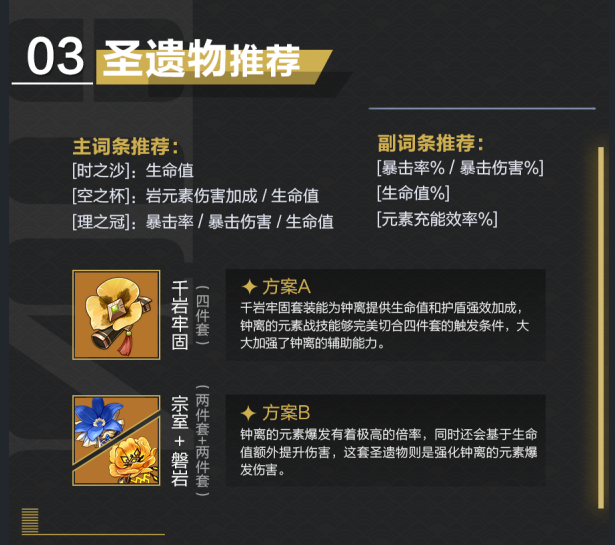 03 圣遗物推荐
主词条推荐：
[时之沙]：生命值
[空之杯]：岩元素伤害加成 / 生命值
[理之冠]：暴击率 / 暴击伤害 / 生命值
副词条推荐：
[暴击率% / 暴击伤害%]
[生命值%]
[元素充能效率%]
千岩牢固
（四件套）
方案A
千岩牢固套装能为钟离提供生命值和护盾强效加成，
钟离的元素战技能够完美切合四件套的触发条件，大
大加强了钟离的辅助能力。
宗室+磐岩
（两件套+两件套）
方案B
钟离的元素爆发有着极高的倍率，同时还会基于生命
值额外提升伤害，这套圣遗物则是强化钟离的元素爆
发伤害。